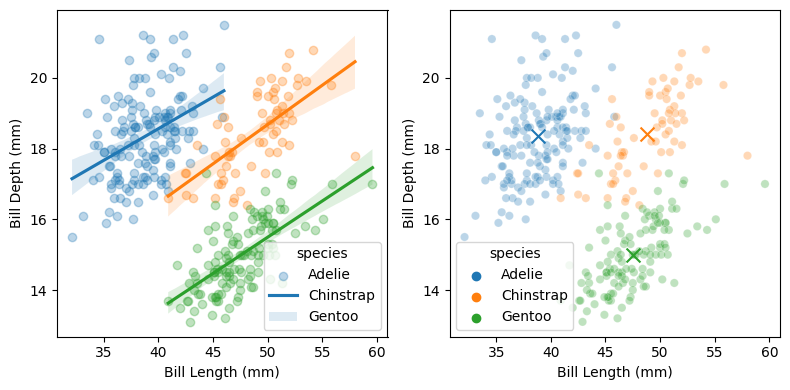 20
18
16
14
Bill Depth (mm)
species
Adelie
Chinstrap
Gentoo
35
40
45
50
55
60
Bill Length (mm)
20
18
16
14
Bill Depth (mm)
species
Adelie
Chinstrap
Gentoo
35
40
45
50
55
60
Bill Length (mm)